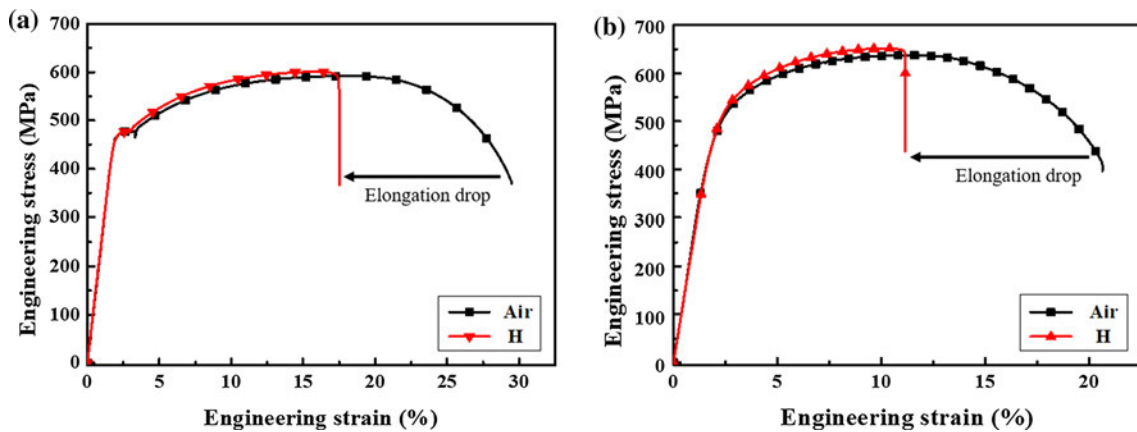 (a)
700
600
500
400
300
200
100
0
Engineering stress (MPa)
Elongation drop
Air
H
0 5 10 15 20 25 30
Engineering strain (%)
(b)
700
600
500
400
300
200
100
0
Engineering stress (MPa)
Elongation drop
Air
H
0 5 10 15 20
Engineering strain (%)